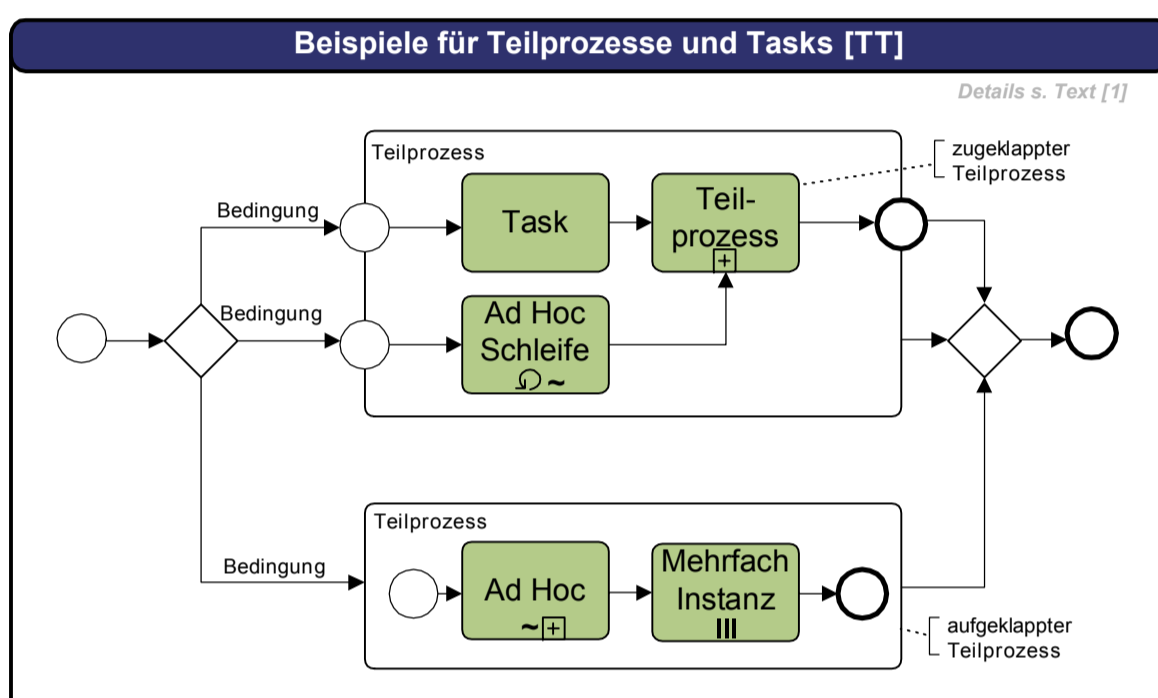 Beispiele für Teilprozesse und Tasks [TT]
Details s. Text [1]
Teilprozess
zugeklappter
Teilprozess
Bedingung
Task
Teil-
prozess
Bedingung
Ad Hoc
Schleife
~
Teilprozess
Bedingung
Ad Hoc
~
Mehrfach
Instanz
aufgeklappter
Teilprozess